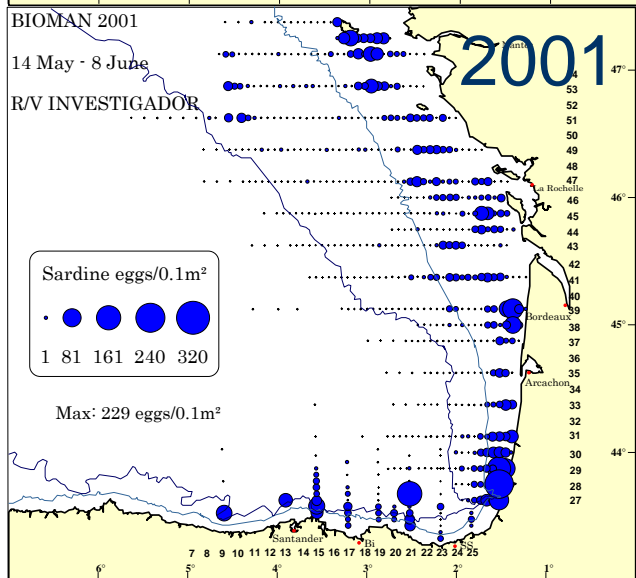 BIOMAN 2001
14 May - 8 June
R/V INVESTIGADOR
2001
Nantes
47°
53
52
51
50
49
48
47
La Rochelle
46
46°
45
44
43
42
41
40
39
Bordeaux
38
45°
37
36
35
Arcachon
34
33
32
31
44°
30
29
28
27
Sardine eggs/0.1m²
1 81 161 240 320
Max: 229 eggs/0.1m²
Santander
Bi
SS
7 8 9 10 11 12 13 14 15 16 17 18 19 20 21 22 23 24 25
6° 5° 4° 3° 2° 1°